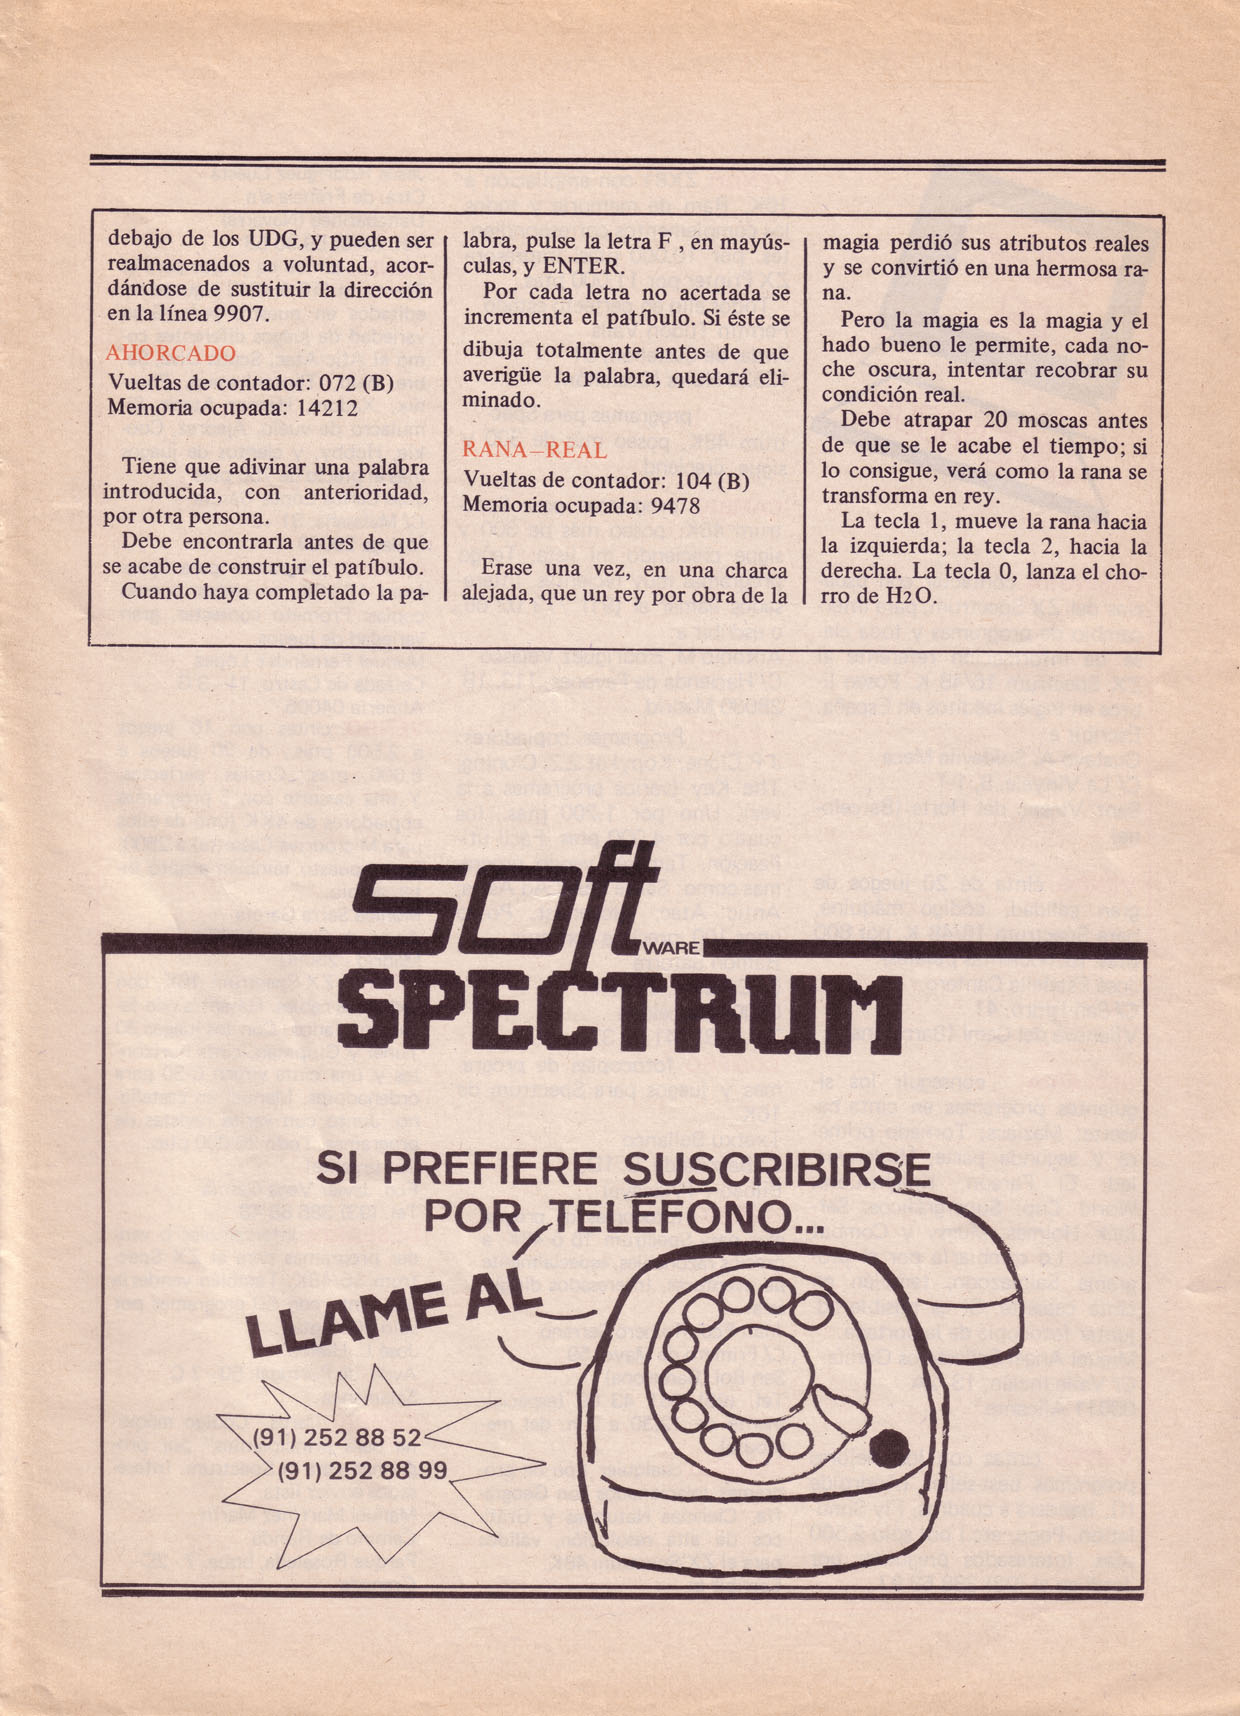 debajo de los UDG, y pueden ser
realmacenados a voluntad, acor-
dándose de sustituir la dirección
en la línea 9907.
AHORCADO
Vueltas de contador: 072 (B)
Memoria ocupada: 14212
Tiene que adivinar una palabra
introducida, con anterioridad,
por otra persona.
Debe encontrarla antes de que
se acabe de construir el patíbulo.
Cuando haya completado la pa-
labra, pulse la letra F , en mayús-
culas, y ENTER.
Por cada letra no acertada se
incrementa el patíbulo. Si éste se
dibuja totalmente antes de que
averigüe la palabra, quedará eli-
minado.
RANA–REAL
Vueltas de contador: 104 (B)
Memoria ocupada: 9478
Erase una vez, en una charca
alejada, que un rey por obra de la
magia perdió sus atributos reales
y se convirtió en una hermosa ra-
na.
Pero la magia es la magia y el
hado bueno le permite, cada no-
che oscura, intentar recobrar su
condición real.
Debe atrapar 20 moscas antes
de que se le acabe el tiempo; si
lo consigue, verá como la rana se
transforma en rey.
La tecla 1, mueve la rana hacia
la izquierda; la tecla 2, hacia la
derecha. La tecla 0, lanza el cho-
rro de H2O.
soft
WARE
SPECTRUM
SI PREFIERE SUSCRIBIRSE
POR TELÉFONO...
LLAME AL
(91) 252 88 52
(91) 252 88 99